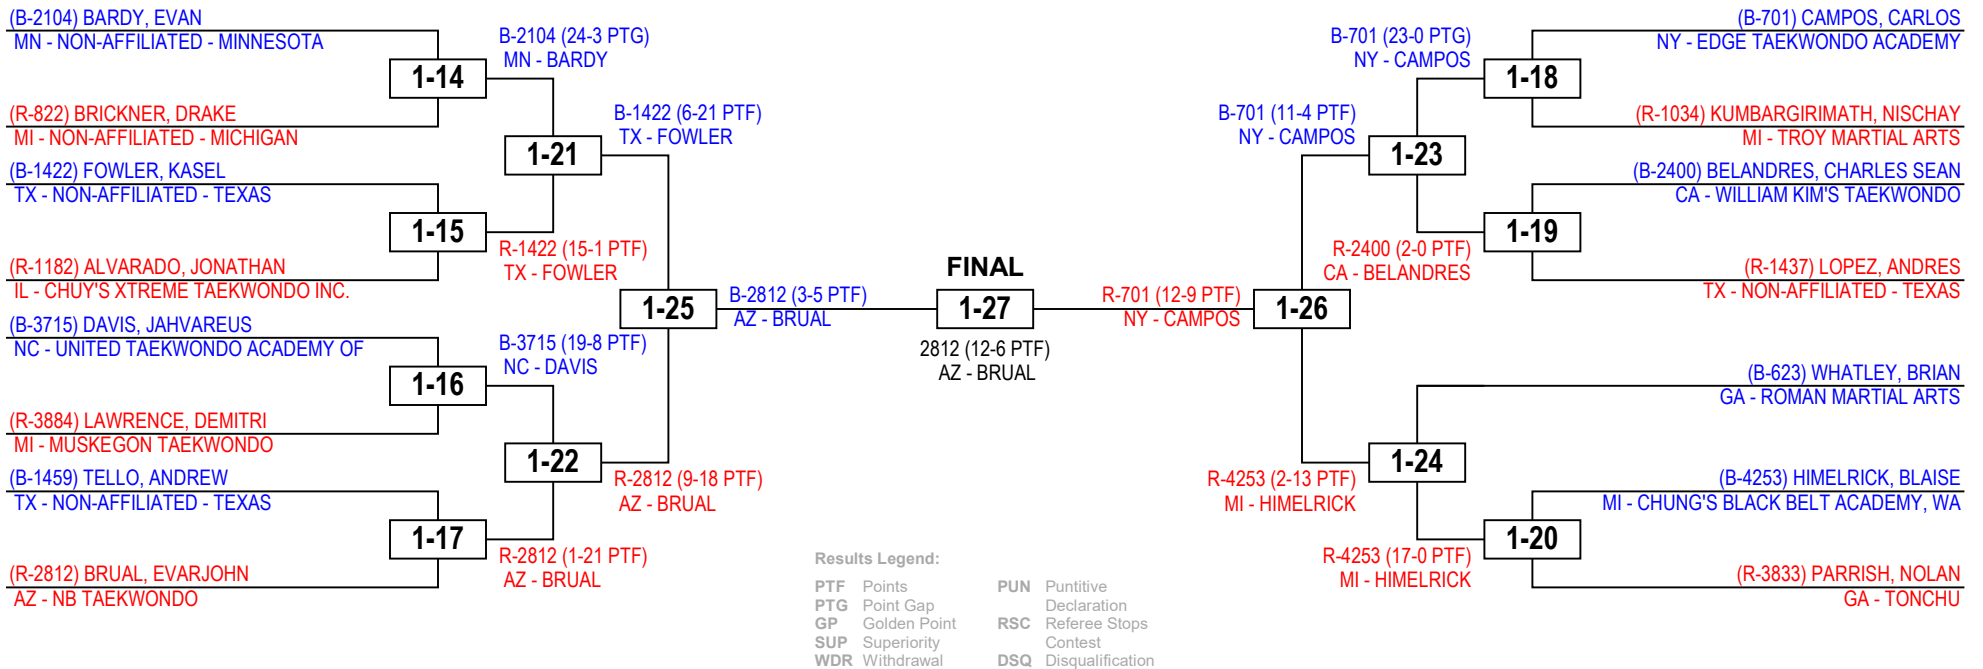 (B-2104) BARDY, EVAN
MN - NON-AFFILIATED - MINNESOTA
(R-822) BRICKNER, DRAKE
MI - NON-AFFILIATED - MICHIGAN
(B-1422) FOWLER, KASEL
TX - NON-AFFILIATED - TEXAS
(R-1182) ALVARADO, JONATHAN
IL - CHUY'S XTREME TAEKWONDO INC.
(B-3715) DAVIS, JAHVAREUS
NC - UNITED TAEKWONDO ACADEMY OF
(R-3884) LAWRENCE, DEMITRI
MI - MUSKEGON TAEKWONDO
(B-1459) TELLO, ANDREW
TX - NON-AFFILIATED - TEXAS
(R-2812) BRUAL, EVARJOHN
AZ - NB TAEKWONDO
1-14
1-15
1-16
1-17
B-2104 (24-3 PTG)
MN - BARDY
R-1422 (15-1 PTF)
TX - FOWLER
B-3715 (19-8 PTF)
NC - DAVIS
R-2812 (1-21 PTF)
AZ - BRUAL
1-21
1-22
B-1422 (6-21 PTF)
TX - FOWLER
R-2812 (9-18 PTF)
AZ - BRUAL
1-25
B-2812 (3-5 PTF)
AZ - BRUAL
FINAL
1-27
2812 (12-6 PTF)
AZ - BRUAL
R-701 (12-9 PTF)
NY - CAMPOS
1-26
B-701 (11-4 PTF)
NY - CAMPOS
R-4253 (2-13 PTF)
MI - HIMELRICK
1-23
1-24
B-701 (23-0 PTG)
NY - CAMPOS
R-2400 (2-0 PTF)
CA - BELANDRES
R-4253 (17-0 PTF)
MI - HIMELRICK
1-18
1-19
1-20
(B-701) CAMPOS, CARLOS
NY - EDGE TAEKWONDO ACADEMY
(R-1034) KUMBARGIRIMATH, NISCHAY
MI - TROY MARTIAL ARTS
(B-2400) BELANDRES, CHARLES SEAN
CA - WILLIAM KIM'S TAEKWONDO
(R-1437) LOPEZ, ANDRES
TX - NON-AFFILIATED - TEXAS
(B-623) WHATLEY, BRIAN
GA - ROMAN MARTIAL ARTS
(B-4253) HIMELRICK, BLAISE
MI - CHUNG'S BLACK BELT ACADEMY, WA
(R-3833) PARRISH, NOLAN
GA - TONCHU
Results Legend:
PTF Points
PTG Point Gap
GP Golden Point
SUP Superiority
WDR Withdrawal
PUN Puntitive
Declaration
RSC Referee Stops
Contest
DSQ Disqualification